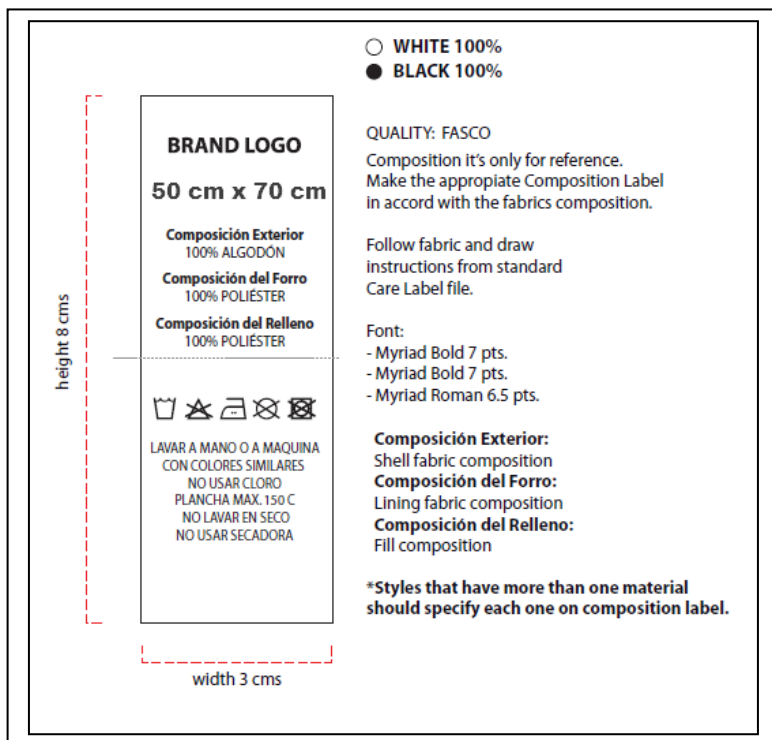 WHITE 100%
BLACK 100%
BRAND LOGO
50 cm x 70 cm
Composición Exterior
100% ALGODÓN
Composición del Forro
100% POLIÉSTER
Composición del Relleno
100% POLIÉSTER
LAVAR A MANO O A MAQUINA
CON COLORES SIMILARES
NO USAR CLORO
PLANCHA MAX. 150 C
NO LAVAR EN SECO
NO USAR SECADORA
height 8 cms
width 3 cms
QUALITY: FASCO
Composition it's only for reference.
Make the appropiate Composition Label
in accord with the fabrics composition.
Follow fabric and draw
instructions from standard
Care Label file.
Font:
- Myriad Bold 7 pts.
- Myriad Bold 7 pts.
- Myriad Roman 6.5 pts.
Composición Exterior:
Shell fabric composition
Composición del Forro:
Lining fabric composition
Composición del Relleno:
Fill composition
*Styles that have more than one material
should specify each one on composition label.